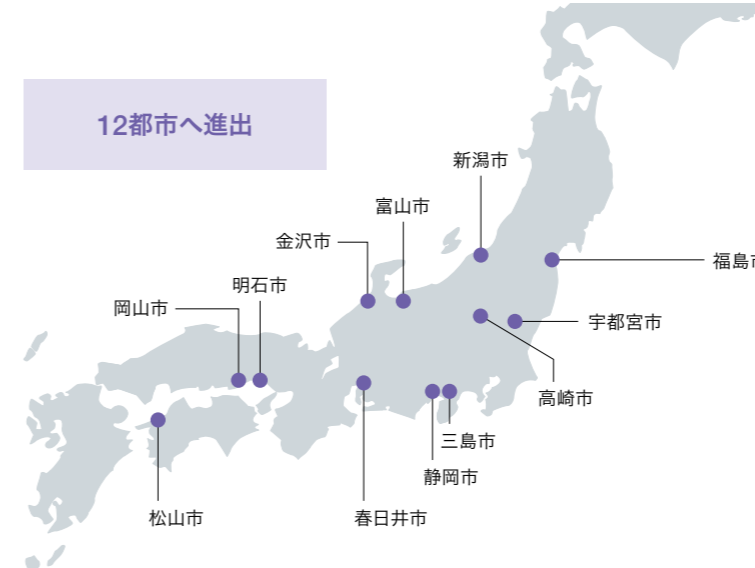 12都市へ進出
新潟市
富山市
金沢市
福島市
明石市
岡山市
宇都宮市
高崎市
三島市
静岡市
松山市
春日井市